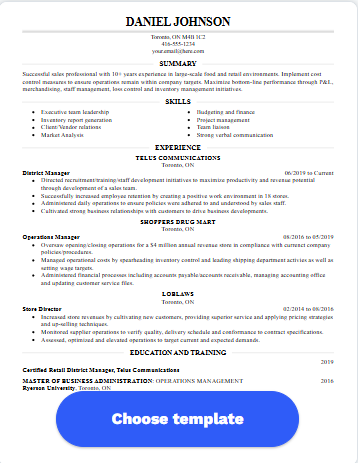 DANIEL JOHNSON
Toronto, ON M4B 1C2
416-555-1234
your.email@here.com
SUMMARY
Successful sales professional with 10+ years experience in large-scale food and retail environments. Implement cost
control measures to ensure operations remain within company targets. Maximize bottom-line performance through P&L,
merchandising, staff management, loss control and inventory management initiatives.
SKILLS
Executive team leadership
Inventory report generation
Client/Vendor relations
Market Analysis
Budgeting and finance
Project management
Team liaison
Strong verbal communication
EXPERIENCE
TELUS COMMUNICATIONS
Toronto, ON
District Manager 06/2019 to Current
Directed recruitment/training/staff development initiatives to maximize productivity and revenue potential
through development of a sales team.
Successfully increased employee retention by creating a positive work environment in 18 stores.
Administered daily operations to ensure policies were adhered to and understood by sales staff.
Cultivated strong business relationships with customers to drive business developments.
SHOPPERS DRUG MART
Toronto, ON
Operations Manager 08/2016 to 05/2019
Oversaw opening/closing operations for a $4 million annual revenue store in compliance with current company
policies/procedures.
Managed operational costs by spearheading inventory control and leading shipping department activities as well as
setting wage targets.
Administered financial processes including accounts payable/accounts receivable, managing accounting office
and updating customer service files.
LOBLAWS
Toronto, ON
Store Director 02/2014 to 08/2016
Increased store revenues by cultivating new customers, providing superior service and applying pricing strategies
and up-selling techniques.
Monitored supplier operations to verify quality, delivery schedule and conformance to contract specifications.
Assessed, optimized and elevated operations to target current and expected demands.
EDUCATION AND TRAINING
2019
Certified Retail District Manager, Telus Communications
MASTER OF BUSINESS ADMINISTRATION: OPERATIONS MANAGEMENT 2016
Ryerson University, Toronto, ON
Choose template